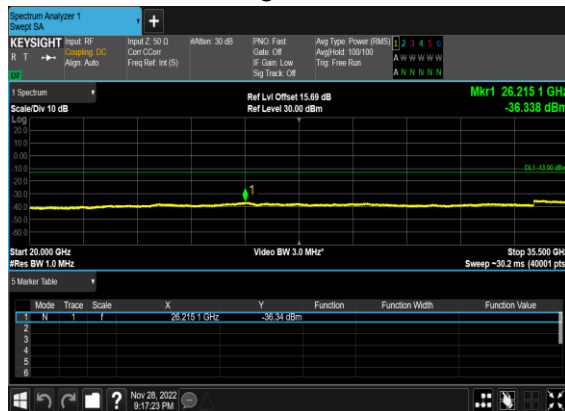 Spectrum Analyzer 1
Swept SA
+
KEYSIGHT Input: RF Input Z: 50 Ω #Atten: 30 dB PNO: Fast Avg Type: Power (RMS) 1 2 3 4 5 6
R T Coupling: DC Corr CCorr Gate: Off Avg|Hold: 100/100 A W W W W W
Align: Auto Freq Ref: Int (S) IF Gain: Low Trig: Free Run
LW Sig Track: Off A N N N N N
1 Spectrum Ref Lvl Offset 15.69 dB Mkr1 26.215 1 GHz
Scale/Div 10 dB Ref Level 30.00 dBm -36.338 dBm
Log
20.0
10.0
0.00
-10.0 DL1 -13.00 dBm
-20.0
-30.0 1
-40.0
-50.0
-60.0
Start 20.000 GHz Video BW 3.0 MHz* Stop 35.500 GHz
#Res BW 1.0 MHz Sweep ~30.2 ms (40001 pts)
5 Marker Table
Mode Trace Scale X Y Function Function Width Function Value
1 N 1 f 26.215 1 GHz -36.34 dBm
2
3
4
5
6
? Nov 28, 2022
9:17:23 PM